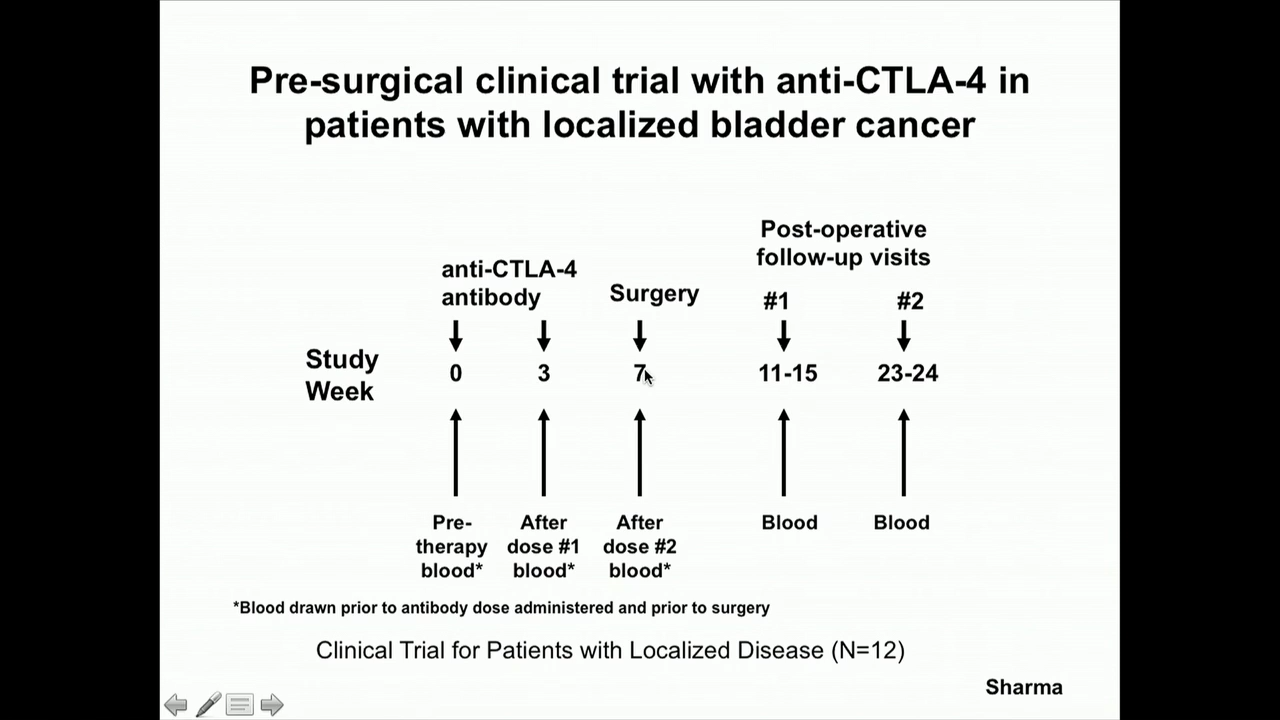 Pre-surgical clinical trial with anti-CTLA-4 in
patients with localized bladder cancer
Post-operative
follow-up visits
anti-CTLA-4
antibody
Surgery
#1
#2
Study
Week
0
3
7
11-15
23-24
Pre-
therapy
blood*
After
dose #1
blood*
After
dose #2
blood*
Blood
Blood
*Blood drawn prior to antibody dose administered and prior to surgery
Clinical Trial for Patients with Localized Disease (N=12)
Sharma